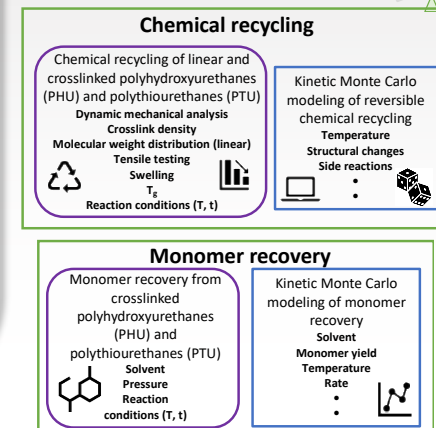 Chemical recycling
Chemical recycling of linear and
crosslinked polyhydroxyurethanes
(PHU) and polythiourethanes (PTU)
Dynamic mechanical analysis
Crosslink density
Molecular weight distribution (linear)
Tensile testing
Swelling
Tg
Reaction conditions (T, t)
Kinetic Monte Carlo
modeling of reversible
chemical recycling
Temperature
Structural changes
Side reactions
Monomer recovery
Monomer recovery from
crosslinked
polyhydroxyurethanes
(PHU) and
polythiourethanes (PTU)
Solvent
Pressure
Reaction
conditions (T, t)
Kinetic Monte Carlo
modeling of monomer
recovery
Solvent
Monomer yield
Temperature
Rate